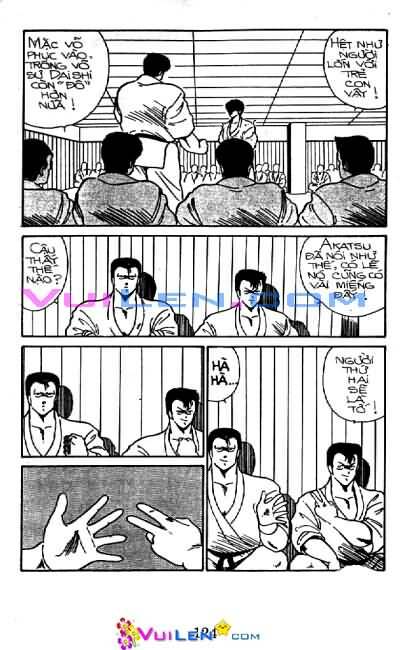 MẶC VÕ
PHỤC VÀO,
TRÔNG VÕ
SƯ DAISHI
CÒN "ĐÔ"
HƠN
NỮA !
HỆT NHƯ
NGƯỜI
LỚN VỚI
TRẺ
CON
VẬY !
CẬU
THẤY
THẾ
NÀO?
AKATSU
ĐÃ NÓI NHƯ
THẾ, CÓ LẼ
NÓ CŨNG CÓ
VÀI MIẾNG
ĐẤY !
VUILEN.COM
HÀ
HÀ...
NGƯỜI
THỨ
HAI
SẼ
LÀ
TỚ !
124
VUILEN.COM